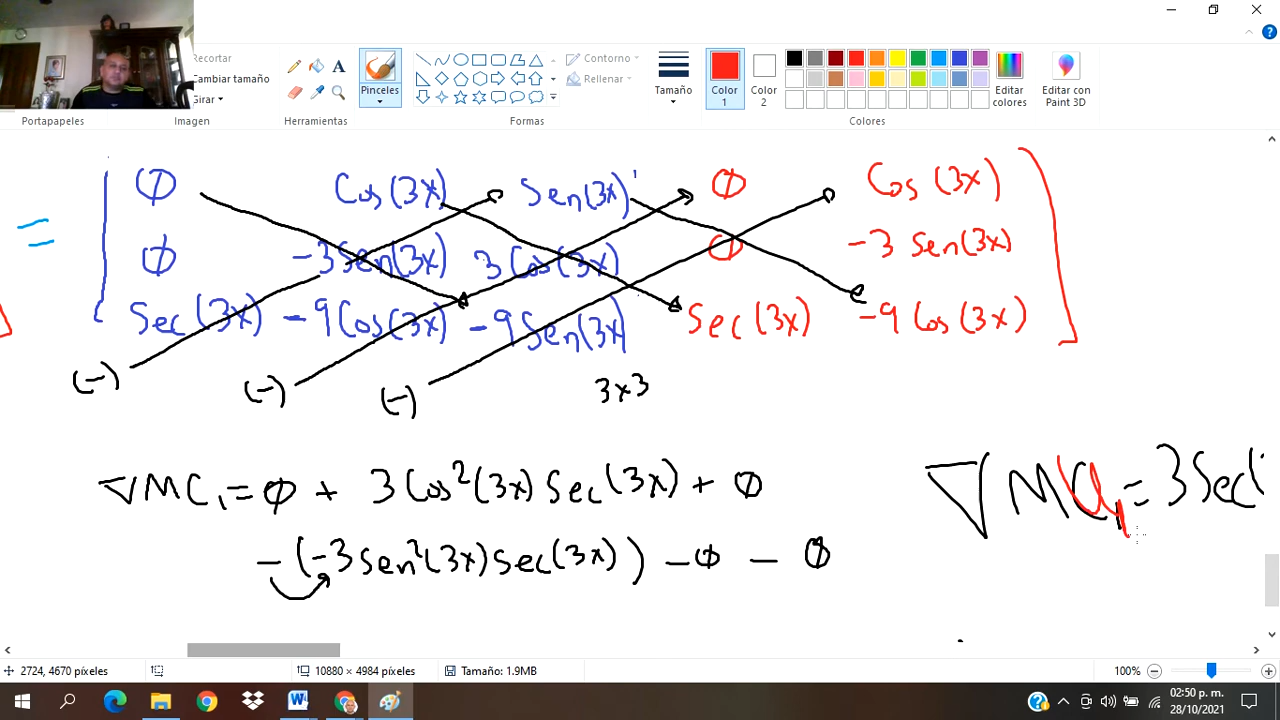 Recortar
Cambiar tamaño
Girar
Portapapeles
Imagen
Herramientas
Pinceles
Formas
Contorno
Rellenar
Tamaño
Color 1
Color 2
Colores
Editar colores
Editar con Paint 3D
= ∅ Cos(3x) Sen(3x) ∅ Cos(3x)
∅ -3Sen(3x) 3Cos(3x) ∅ -3 Sen(3x)
Sec(3x) -9Cos(3x) -9Sen(3x) Sec(3x) -9Cos(3x)
(-) (-) (-) 3x3
▽MC₁ = ∅ + 3Cos²(3x)Sec(3x) + ∅
-(-3Sen²(3x)Sec(3x)) -∅ - ∅
▽MC₁ = 3Sec(
2724, 4670 píxeles
10880 × 4984 píxeles
Tamaño: 1.9MB
100%
02:50 p. m.
28/10/2021